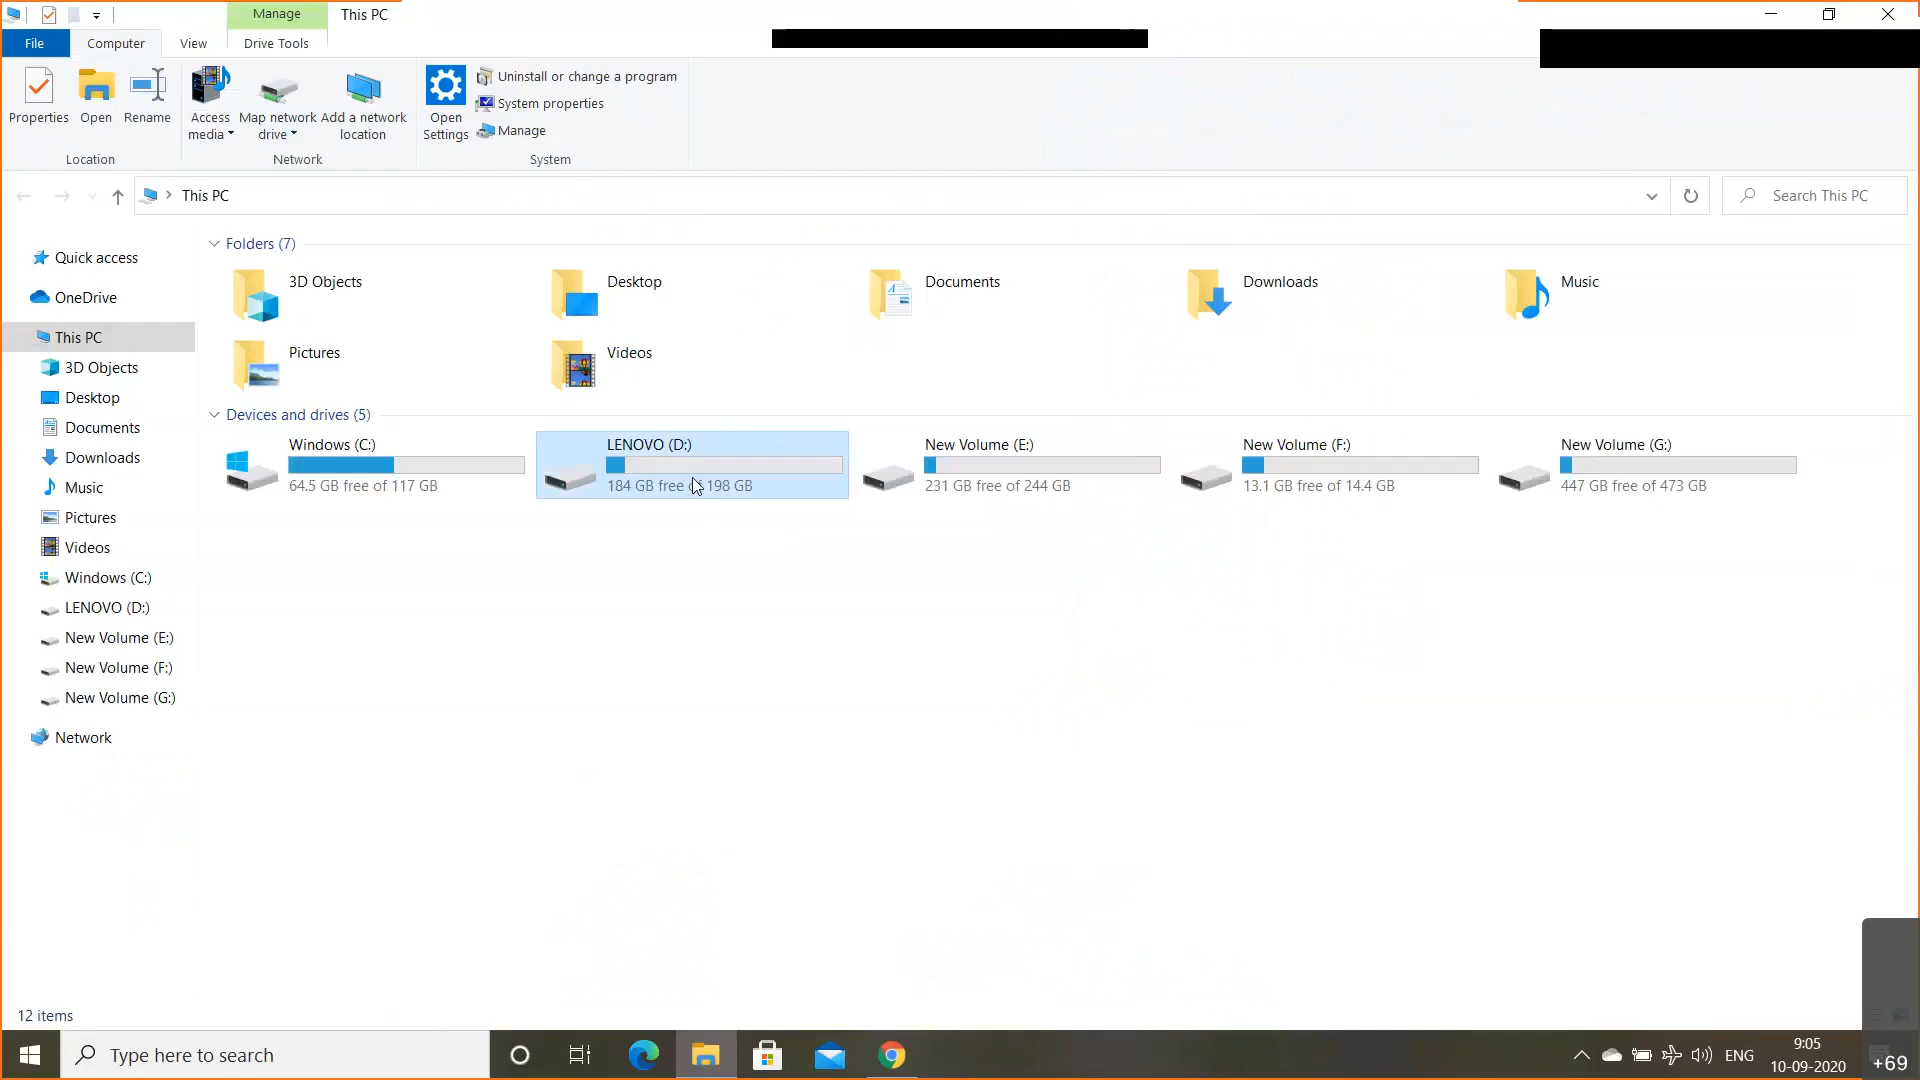 Manage This PC
File Computer View Drive Tools
Properties Open Rename Access media Map network drive Add a network location Open Settings
Uninstall or change a program
System properties
Manage
Location Network System
This PC Search This PC
Quick access
OneDrive
This PC
3D Objects
Desktop
Documents
Downloads
Music
Pictures
Videos
Windows (C:)
LENOVO (D:)
New Volume (E:)
New Volume (F:)
New Volume (G:)
Network
Folders (7)
3D Objects Desktop Documents Downloads Music
Pictures Videos
Devices and drives (5)
Windows (C:) LENOVO (D:) New Volume (E:) New Volume (F:) New Volume (G:)
64.5 GB free of 117 GB 184 GB free 198 GB 231 GB free of 244 GB 13.1 GB free of 14.4 GB 447 GB free of 473 GB
12 items
Type here to search ENG 9:05
10-09-2020 +69